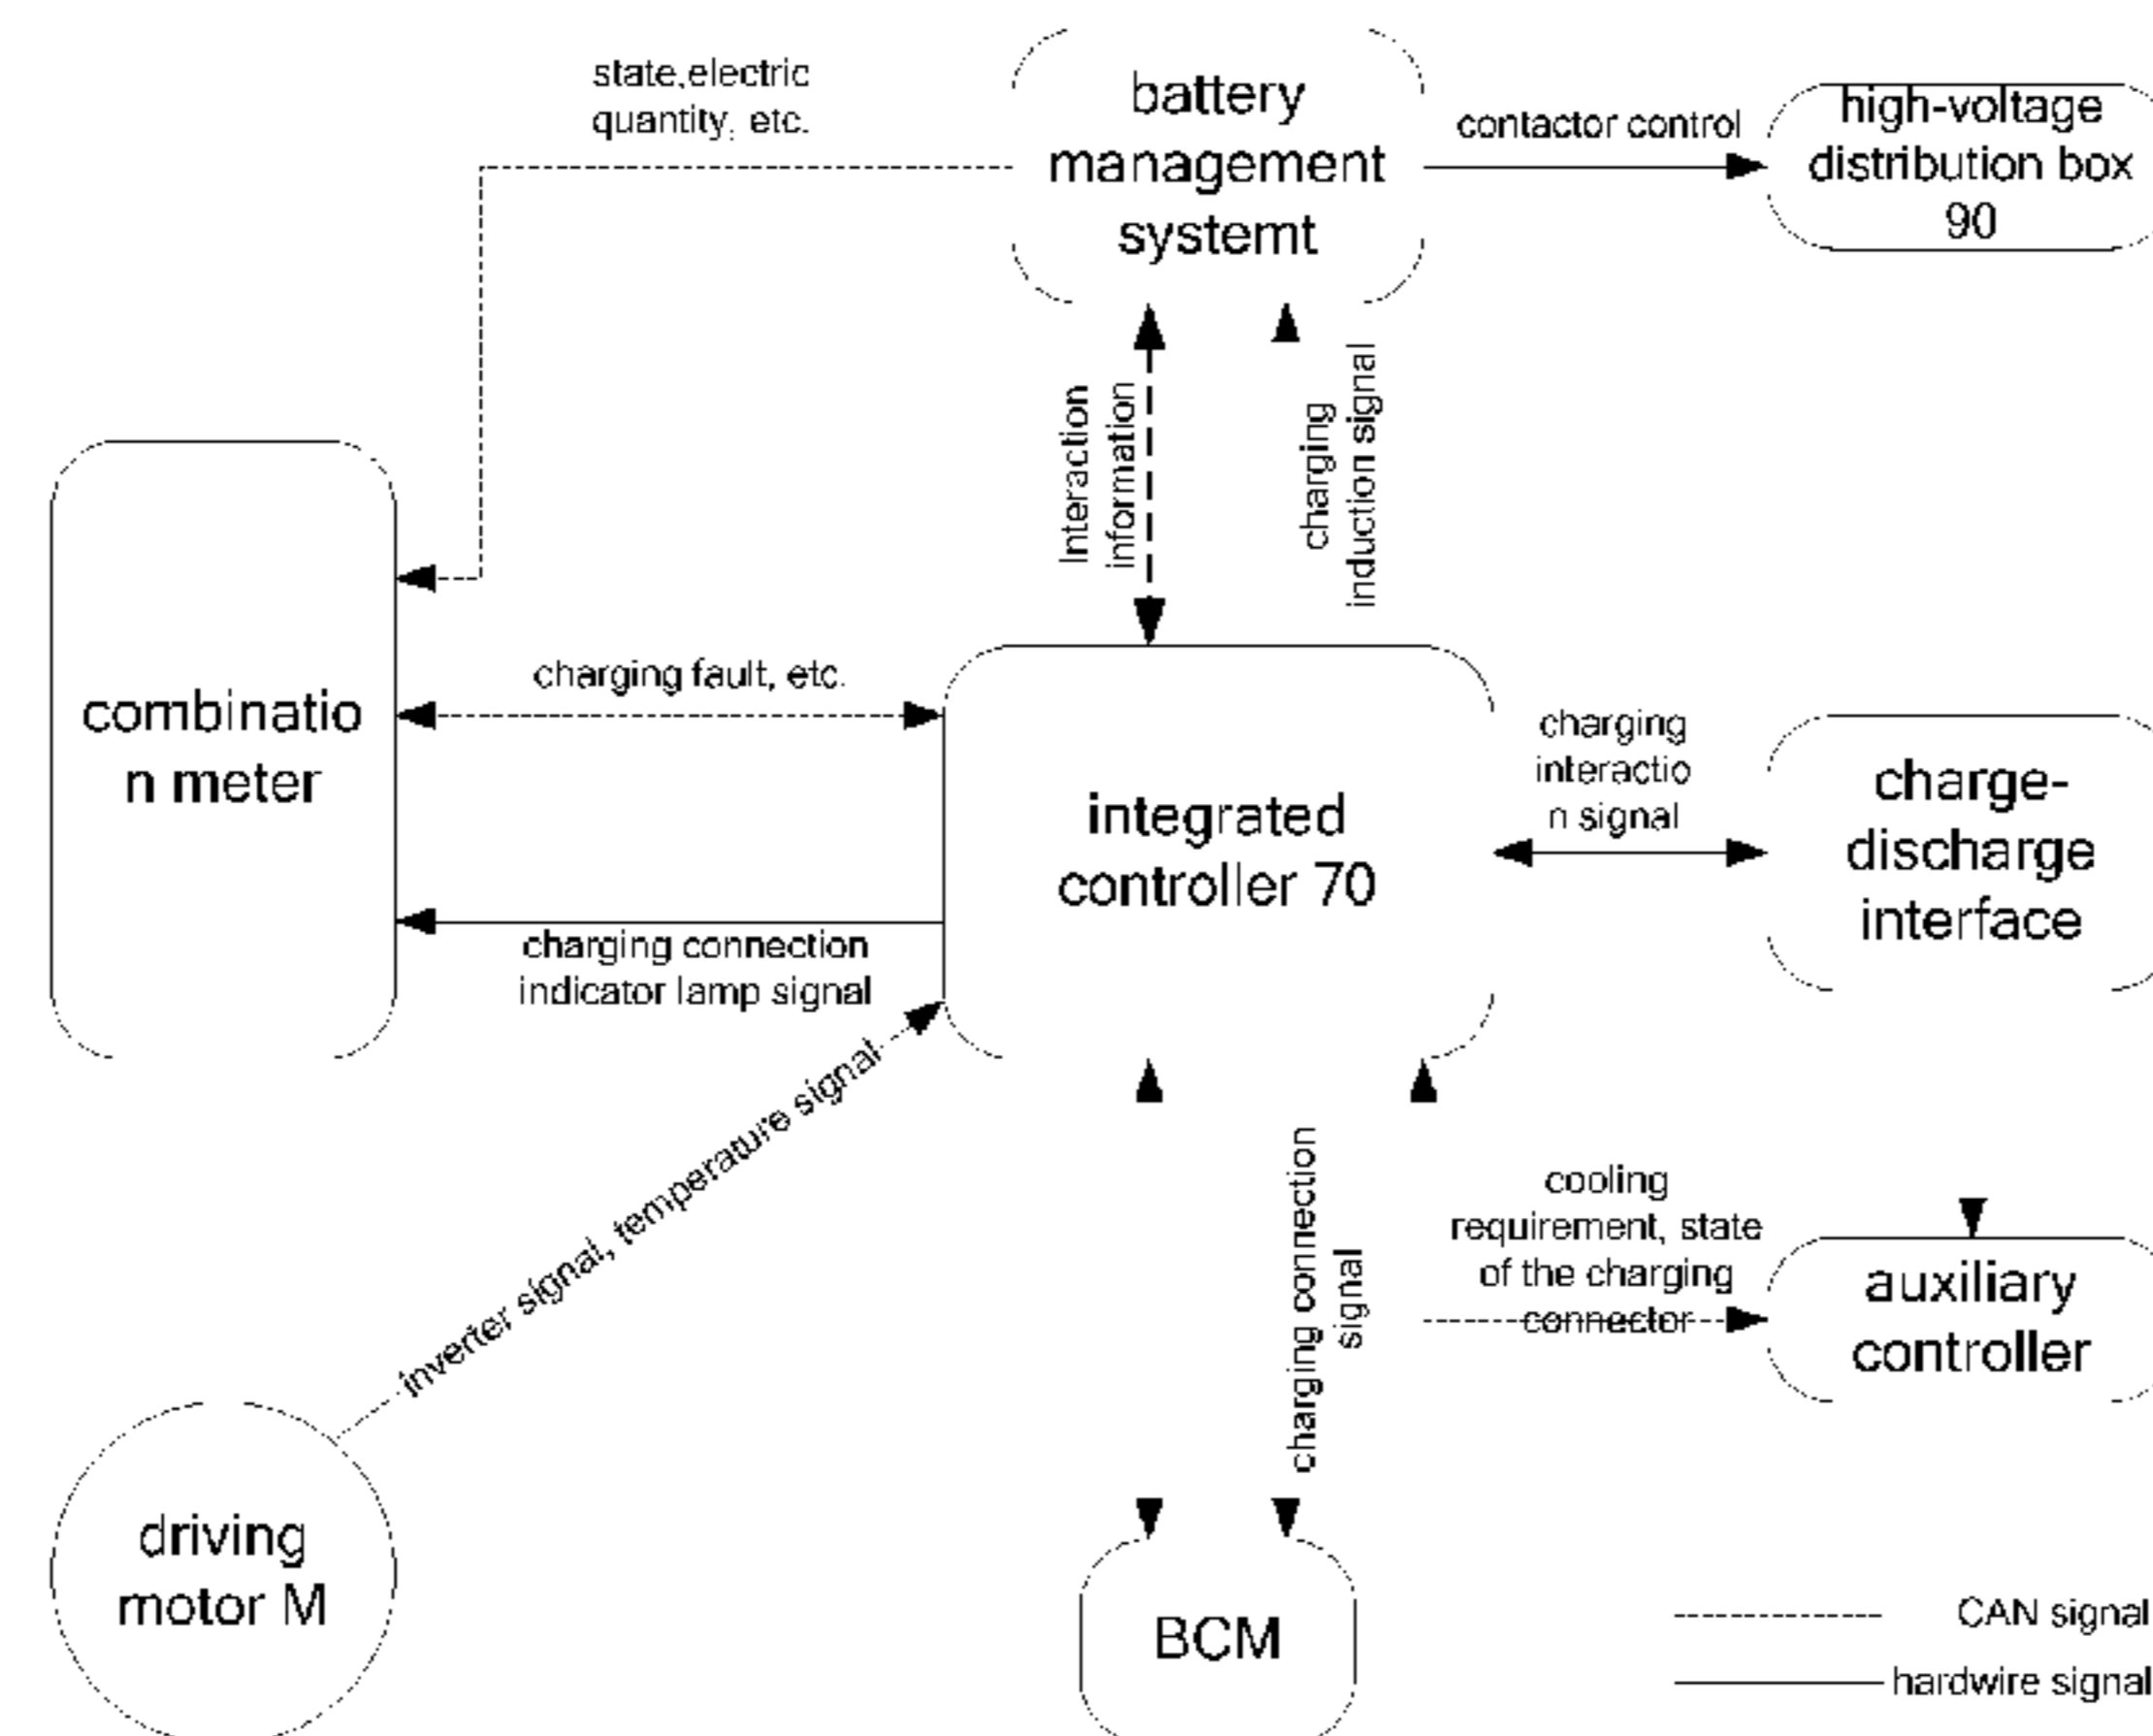 state,electric
quantity, etc.
battery
management
systemt
contactor control
high-voltage
distribution box
90
Interaction
information
charging
induction signal
combinatio
n meter
charging fault, etc.
integrated
controller 70
charging
interactio
n signal
charge-
discharge
interface
charging connection
indicator lamp signal
inverter signal, temperature signal
charging connection
signal
cooling
requirement, state
of the charging
connector
auxiliary
controller
driving
motor M
BCM
CAN signal
hardwire signal